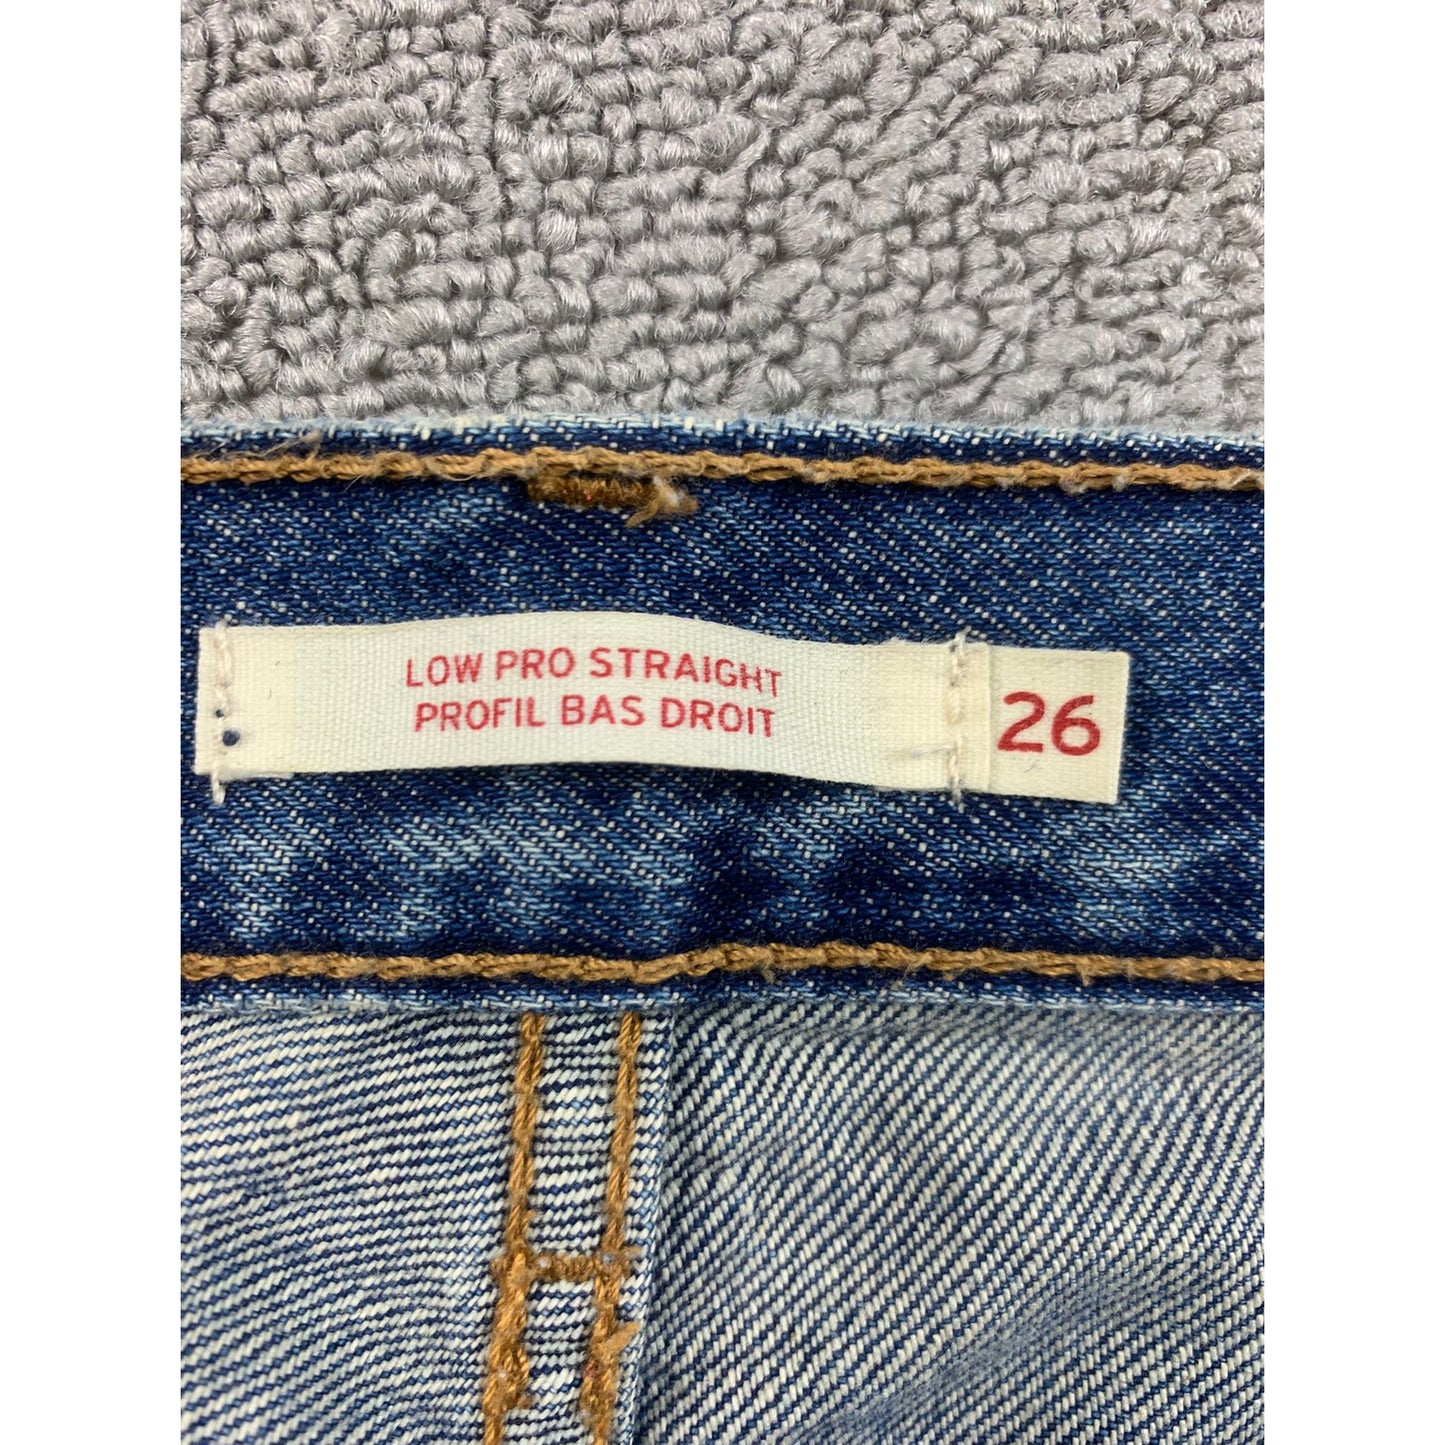 LOW PRO STRAIGHT
PROFIL BAS DROIT
26